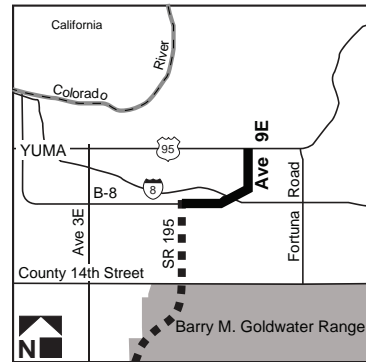 California
River
Colorado
Ave 9E
YUMA
95
8
B-8
Ave 3E
SR 195
Fortuna Road
County 14th Street
Barry M. Goldwater Range
N